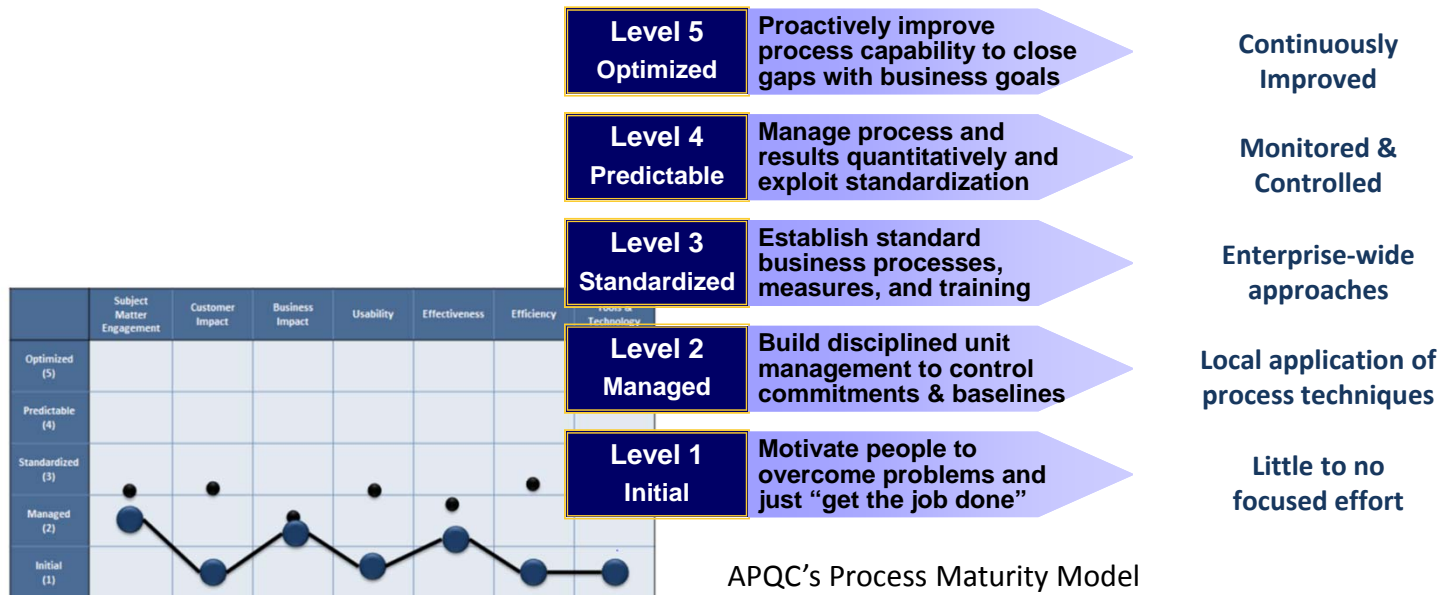 Level 5
Optimized
Proactively improve
process capability to close
gaps with business goals
Continuously
Improved
Level 4
Predictable
Manage process and
results quantitatively and
exploit standardization
Monitored &
Controlled
Level 3
Standardized
Establish standard
business processes,
measures, and training
Enterprise-wide
approaches
Level 2
Managed
Build disciplined unit
management to control
commitments & baselines
Local application of
process techniques
Level 1
Initial
Motivate people to
overcome problems and
just “get the job done”
Little to no
focused effort
Subject
Matter
Engagement
Customer
Impact
Business
Impact
Usability
Effectiveness
Efficiency
Tools &
Technology
Optimized
(5)
Predictable
(4)
Standardized
(3)
Managed
(2)
Initial
(1)
APQC’s Process Maturity Model